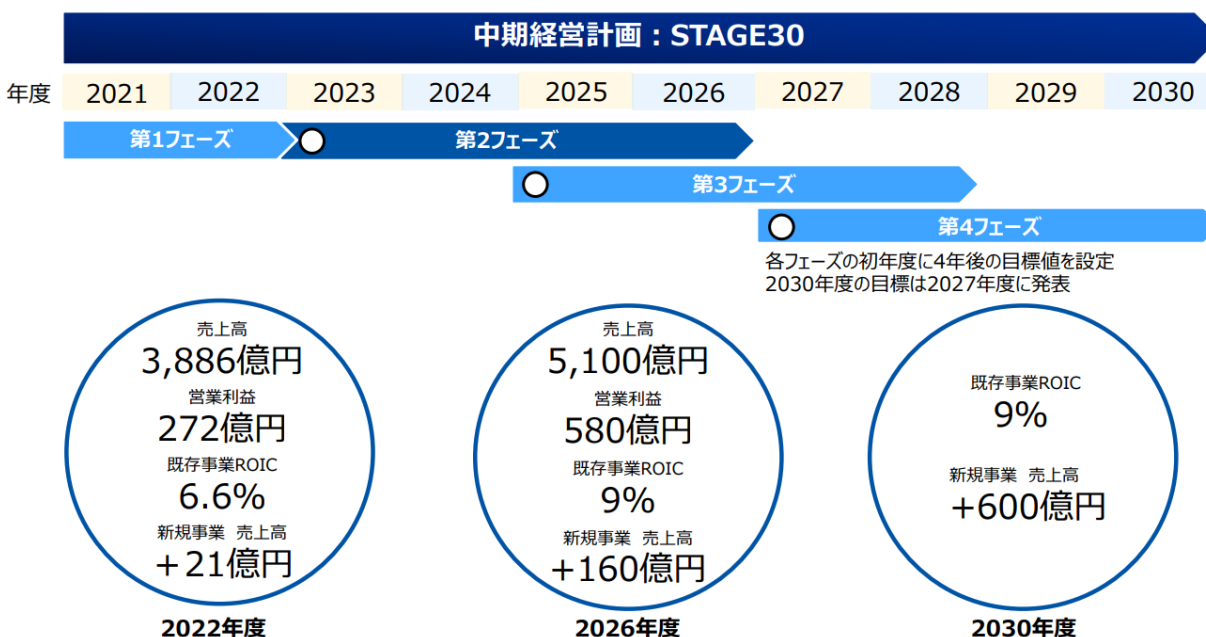 中期経営計画：STAGE30
年度 2021 2022 2023 2024 2025 2026 2027 2028 2029 2030
第1フェーズ 第2フェーズ
第3フェーズ
第4フェーズ
各フェーズの初年度に4年後の目標値を設定
2030年度の目標は2027年度に発表
売上高
3,886億円
営業利益
272億円
既存事業ROIC
6.6%
新規事業 売上高
+21億円
2022年度
売上高
5,100億円
営業利益
580億円
既存事業ROIC
9%
新規事業 売上高
+160億円
2026年度
既存事業ROIC
9%
新規事業 売上高
+600億円
2030年度